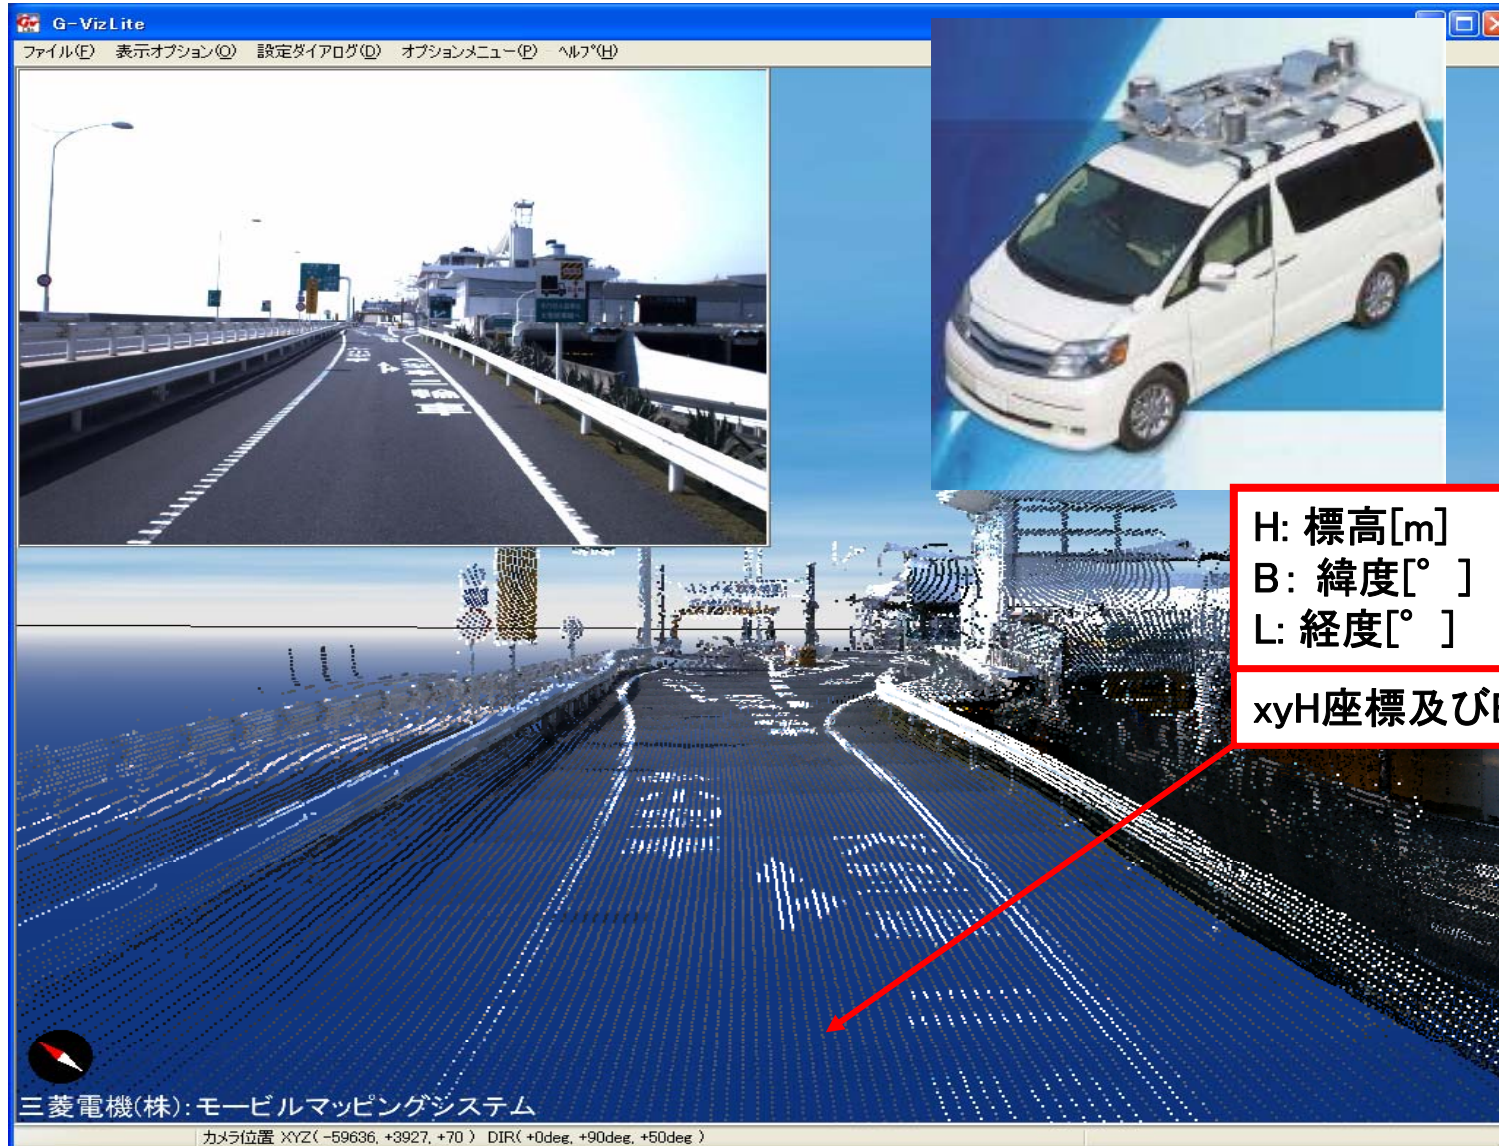 G-VizLite
ファイル(F) 表示オプション(O) 設定ダイアログ(D) オプションメニュー(P) ヘルプ(H)
H: 標高[m]
B: 緯度[° ]
L: 経度[° ]
xyH座標及び
三菱電機(株):モービルマッピングシステム
カメラ位置 XYZ( -59636, +3927, +70 ) DIR( +0deg, +90deg, +50deg )